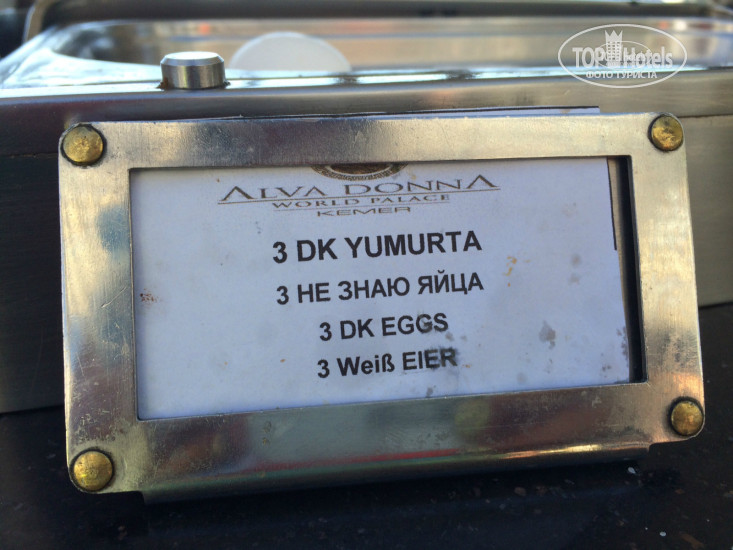 TOP Hotels
ФОТО ТУРИСТА
ALVA DONNA
WORLD PALACE
KEMER
3 DK YUMURTA
3 НЕ ЗНАЮ ЯЙЦА
3 DK EGGS
3 Weiß EIER